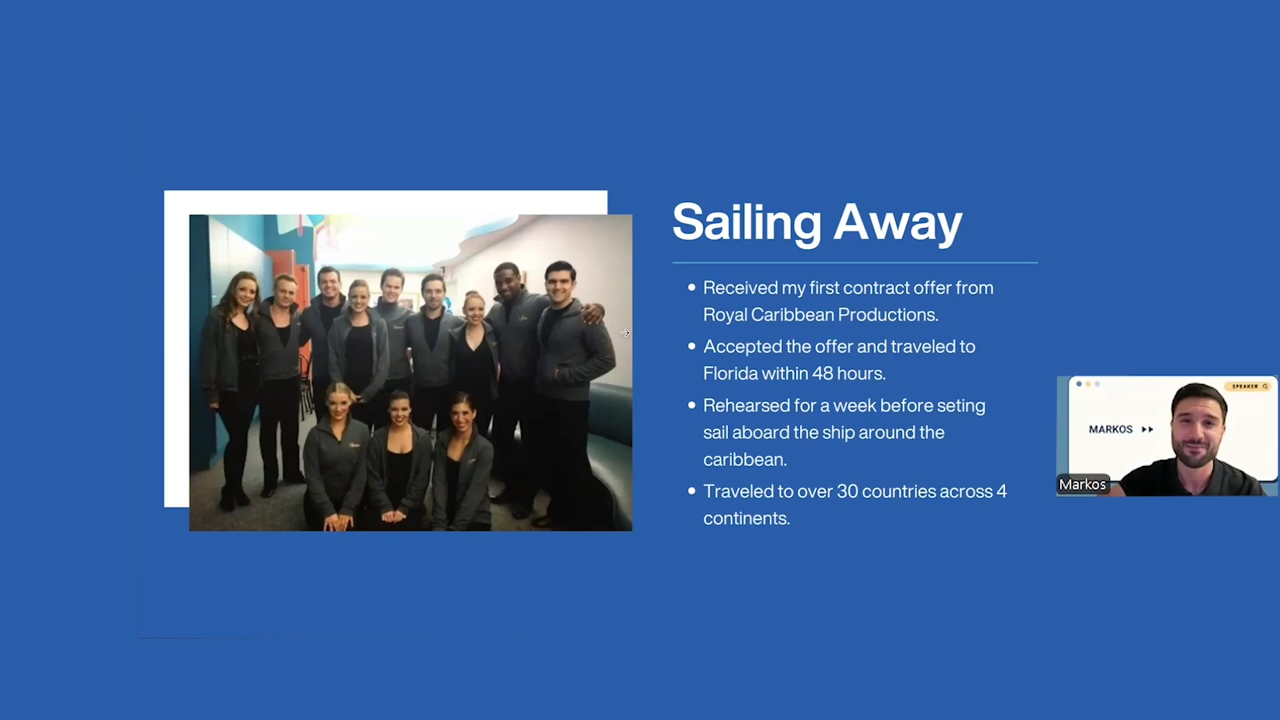 Sailing Away
• Received my first contract offer from
Royal Caribbean Productions.
• Accepted the offer and traveled to
Florida within 48 hours.
• Rehearsed for a week before seting
sail aboard the ship around the
caribbean.
• Traveled to over 30 countries across 4
continents.
SPEAKER
MARKOS
Markos